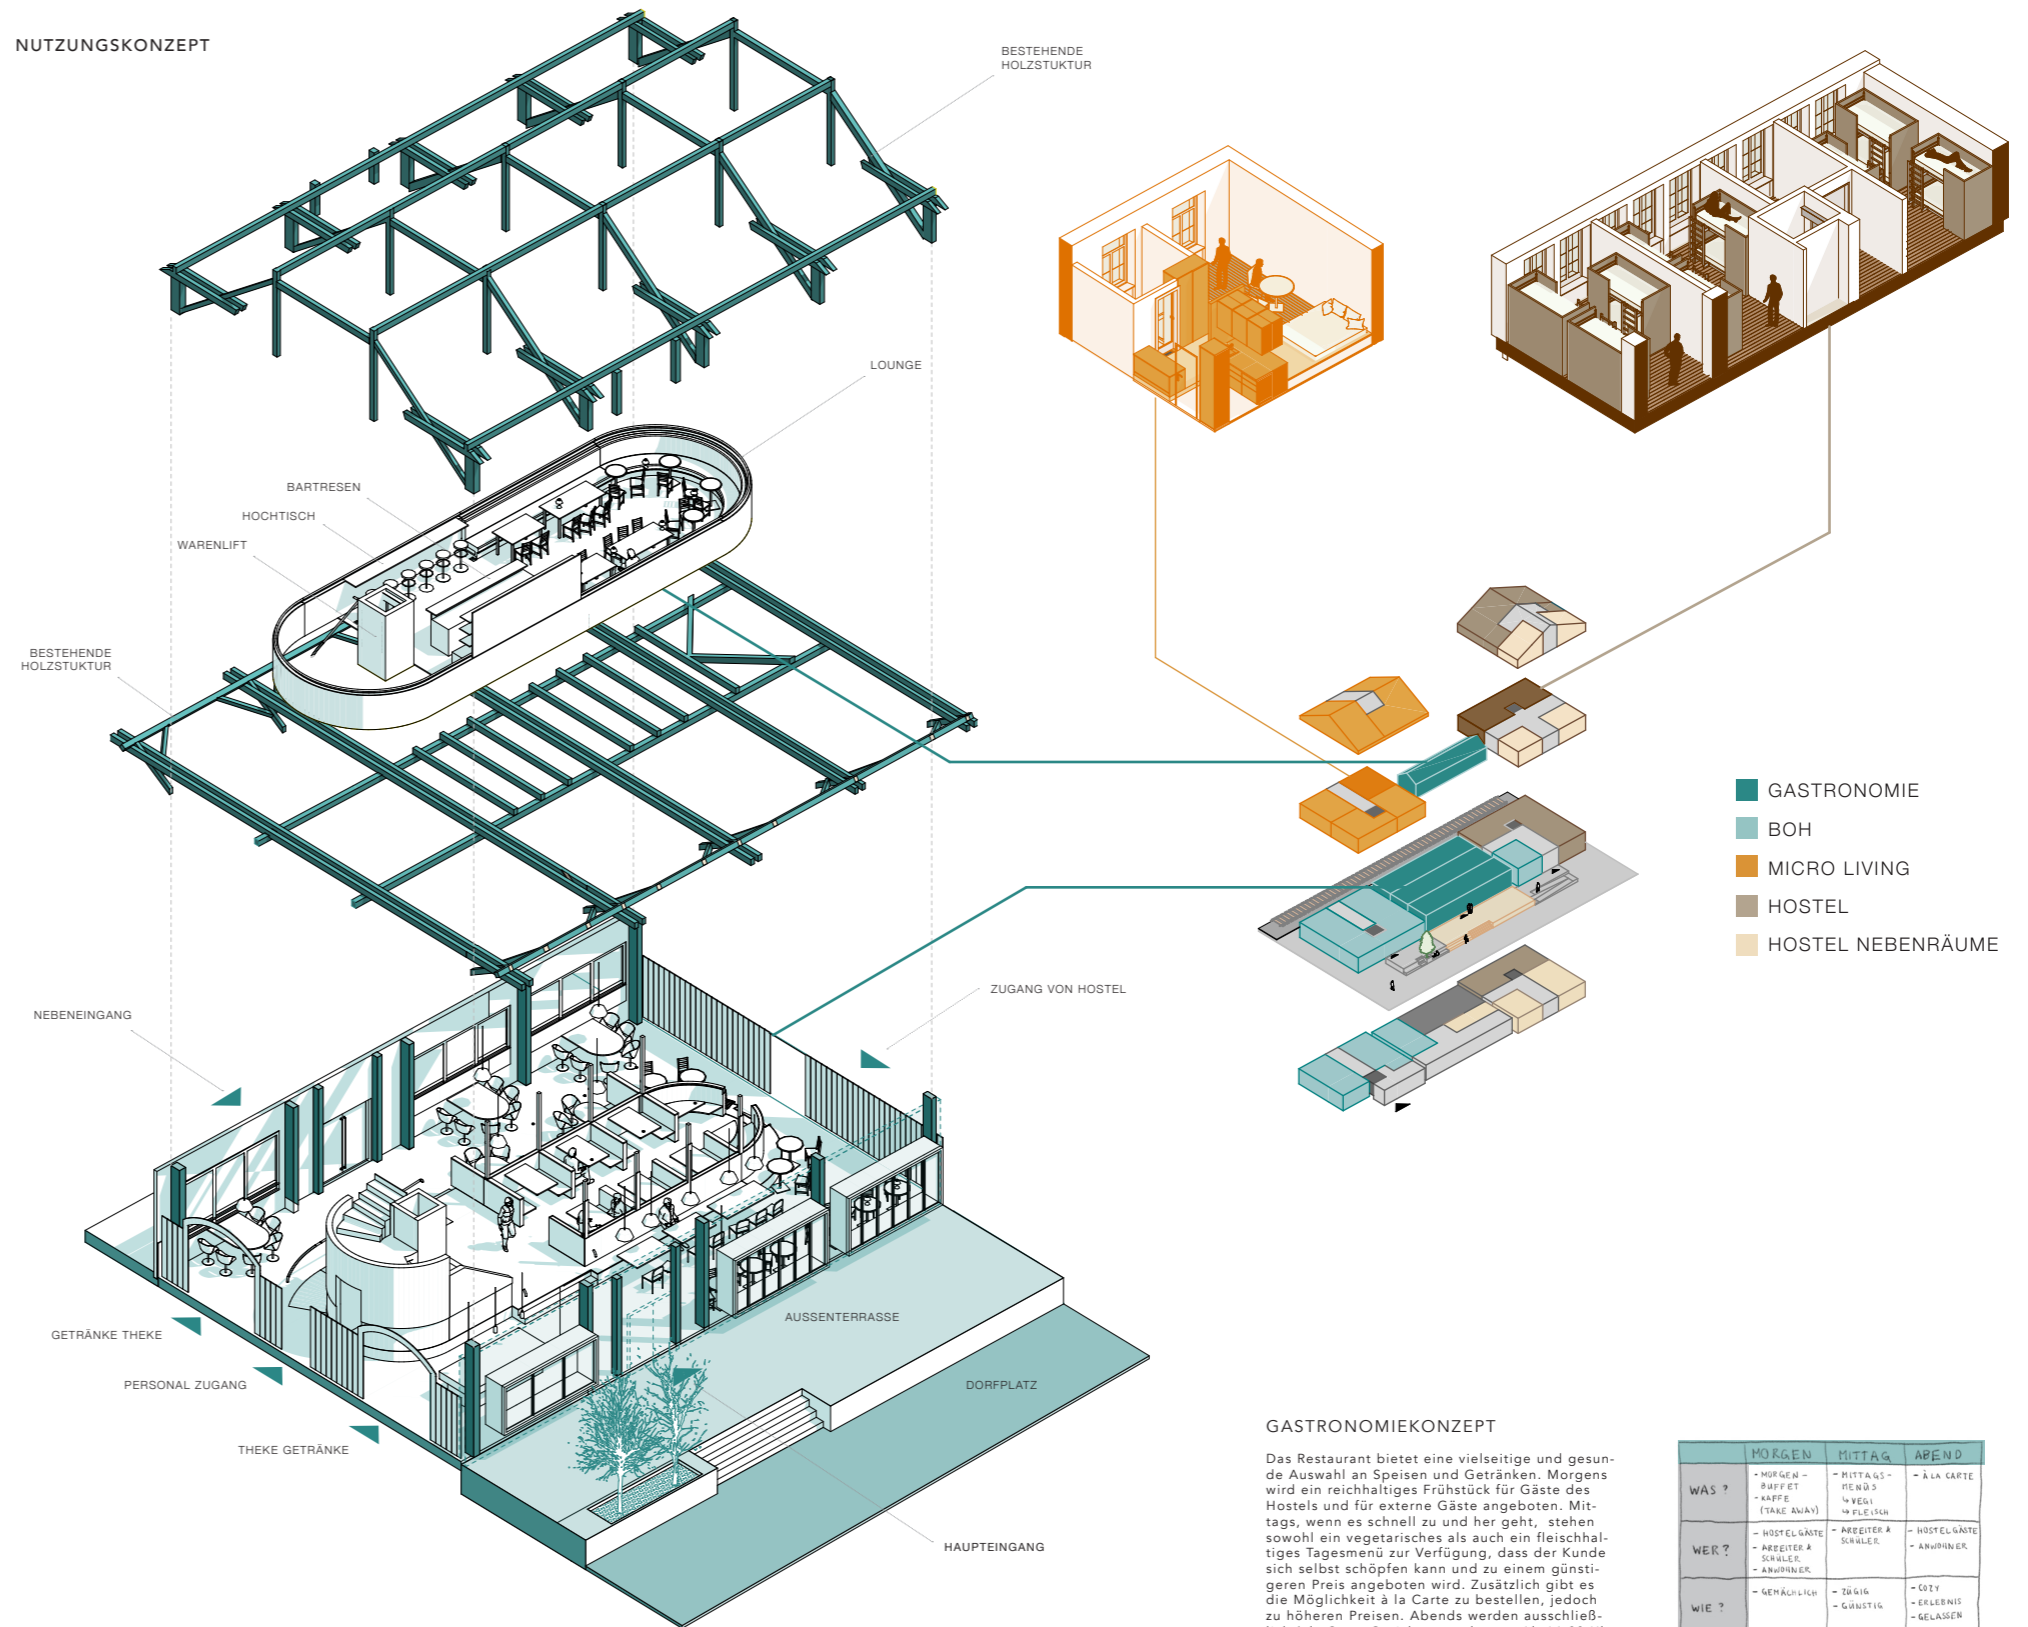 NUTZUNGSKONZEPT
BESTEHENDE
HOLZSTUKTUR
LOUNGE
BARTRESEN
HOCHTISCH
WARENLIFT
BESTEHENDE
HOLZSTUKTUR
GASTRONOMIE
BOH
MICRO LIVING
HOSTEL
HOSTEL NEBENRÄUME
ZUGANG VON HOSTEL
NEBENEINGANG
GETRÄNKE THEKE
PERSONAL ZUGANG
THEKE GETRÄNKE
AUSSENTERRASSE
DORFPLATZ
HAUPTEINGANG
GASTRONOMIEKONZEPT
Das Restaurant bietet eine vielseitige und gesun-
de Auswahl an Speisen und Getränken. Morgens
wird ein reichhaltiges Frühstück für Gäste des
Hostels und für externe Gäste angeboten. Mit-
tags, wenn es schnell zu und her geht, stehen
sowohl ein vegetarisches als auch ein fleischhal-
tiges Tagesmenü zur Verfügung, dass der Kunde
sich selbst schöpfen kann und zu einem günsti-
geren Preis angeboten wird. Zusätzlich gibt es
die Möglichkeit à la Carte zu bestellen, jedoch
zu höheren Preisen. Abends werden ausschließ-
MORGEN MITTAG ABEND
WAS ?
- MORGEN-
BUFFET
- KAFFE
(TAKE AWAY)
- MITTAGS-
MENÜS
↳ VEGI
↳ FLEISCH
- À LA CARTE
WER ?
- HOSTELGÄSTE
- ARBEITER &
SCHÜLER
- ANWOHNER
- ARBEITER &
SCHÜLER
- HOSTELGÄSTE
- ANWOHNER
WIE ?
- GEMÄCHLICH
- ZÜGIG
- GÜNSTIG
- COZY
- ERLEBNIS
- GELASSEN